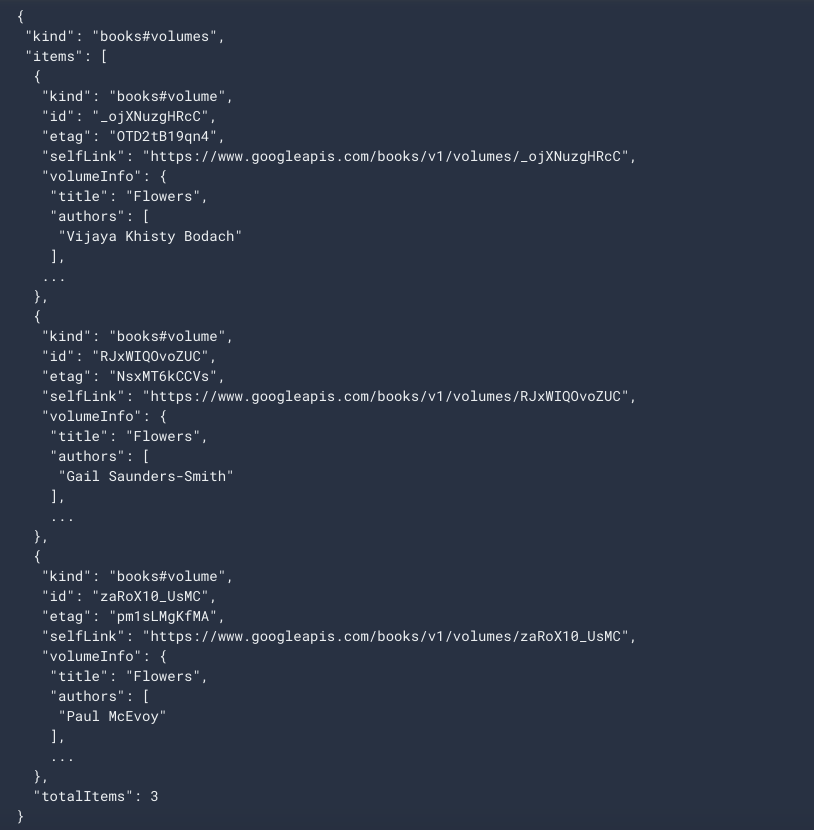 {
"kind": "books#volumes",
"items": [
{
"kind": "books#volume",
"id": "_ojXNuzgHRcC",
"etag": "OTD2tB19qn4",
"selfLink": "https://www.googleapis.com/books/v1/volumes/_ojXNuzgHRcC",
"volumeInfo": {
"title": "Flowers",
"authors": [
"Vijaya Khisty Bodach"
],
...
},
{
"kind": "books#volume",
"id": "RJxWIQOvoZUC",
"etag": "NsxMT6kCCVs",
"selfLink": "https://www.googleapis.com/books/v1/volumes/RJxWIQOvoZUC",
"volumeInfo": {
"title": "Flowers",
"authors": [
"Gail Saunders-Smith"
],
...
},
{
"kind": "books#volume",
"id": "zaRoX10_UsMC",
"etag": "pm1sLMgKfMA",
"selfLink": "https://www.googleapis.com/books/v1/volumes/zaRoX10_UsMC",
"volumeInfo": {
"title": "Flowers",
"authors": [
"Paul McEvoy"
],
...
},
"totalItems": 3
}